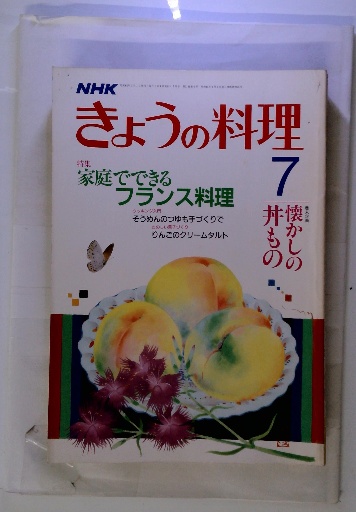 NHK
きょうの料理
7
特集
家庭でできる
フランス料理
そうめんのつゆも手づくりで
りんごのクリームタルト
懐かしの
丼もの